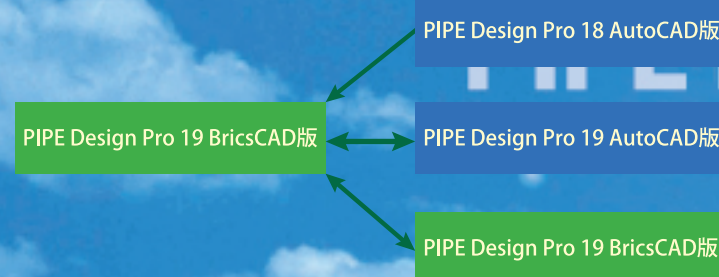 PIPE Design Pro 18 AutoCAD版
PIPE Design Pro 19 BricsCAD版
PIPE Design Pro 19 AutoCAD版
PIPE Design Pro 19 BricsCAD版